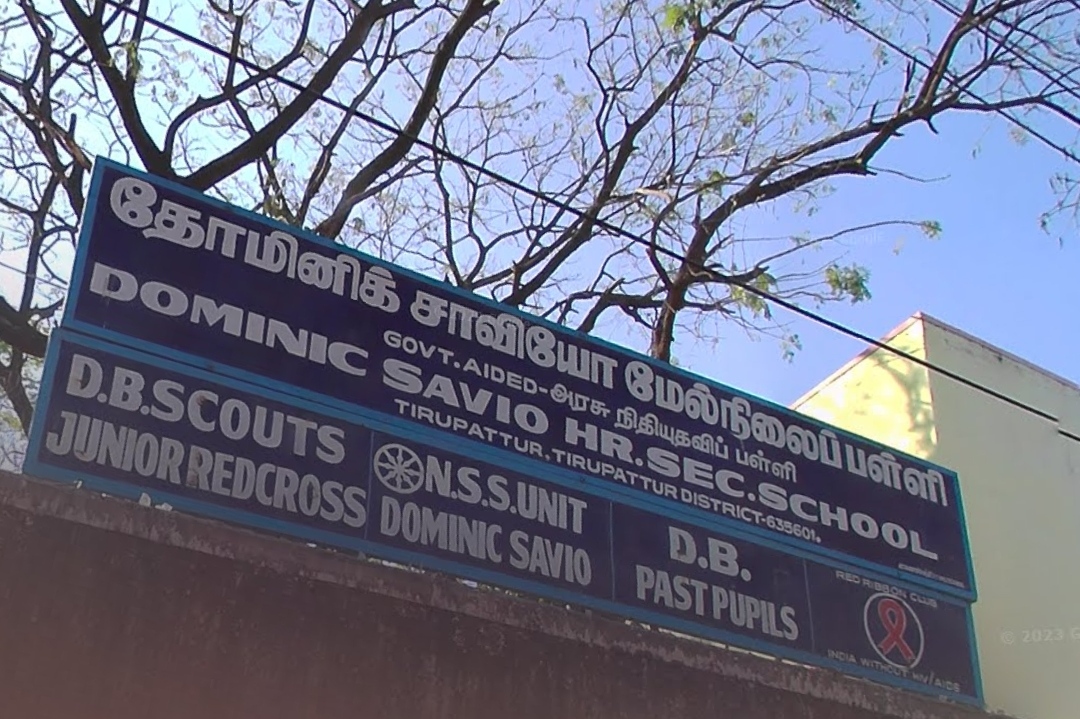 தோமினிக் சாவியோ மேல்நிலைப் பள்ளி
GOVT.AIDED-அரசு நிதியுதவிப் பள்ளி
DOMINIC SAVIO HR.SEC.SCHOOL
TIRUPATTUR, TIRUPATTUR DISTRICT-635601.
D.B.SCOUTS
JUNIOR REDCROSS
N.S.S.UNIT
DOMINIC SAVIO
D.B.
PAST PUPILS
RED RIBBON CLUB
INDIA WITHOUT HIV/AIDS
© 2023 G